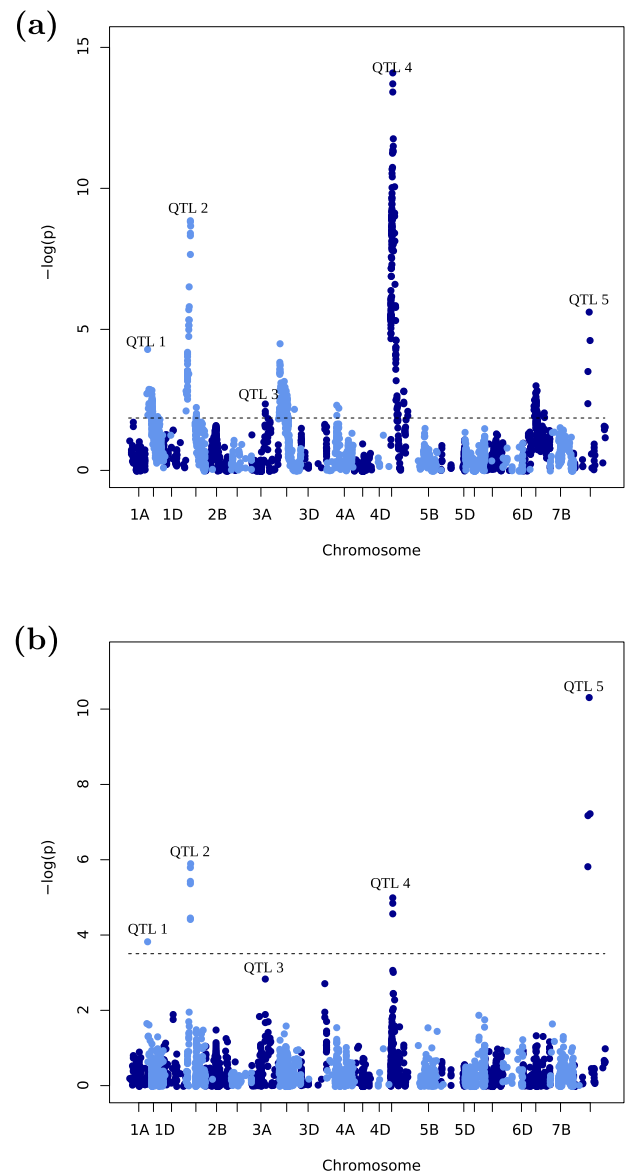 (a)
15
10
5
0
−log(p)
QTL 1
QTL 2
QTL 3
QTL 4
QTL 5
1A 1D 2B 3A 3D 4A 4D 5B 5D 6D 7B
Chromosome
(b)
10
8
6
4
2
0
−log(p)
QTL 1
QTL 2
QTL 3
QTL 4
QTL 5
1A 1D 2B 3A 3D 4A 4D 5B 5D 6D 7B
Chromosome